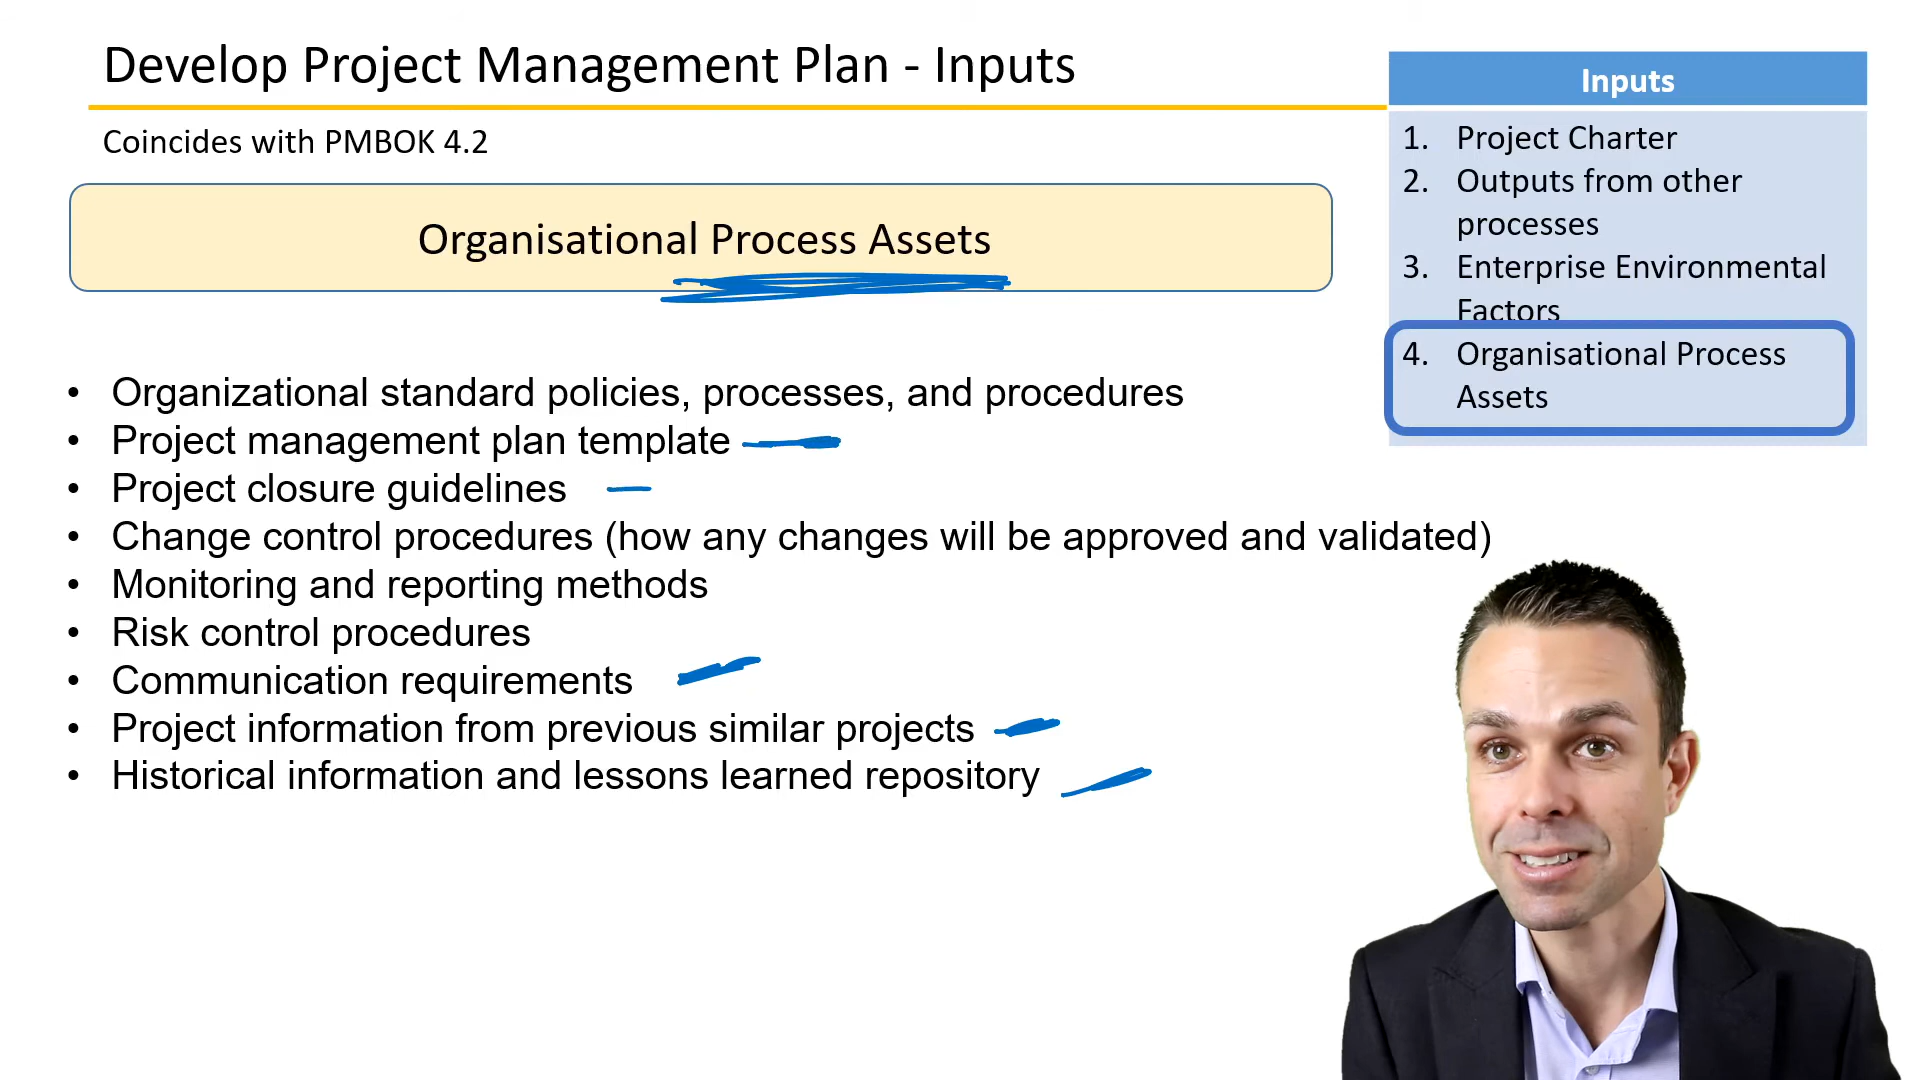 Develop Project Management Plan - Inputs
Coincides with PMBOK 4.2
Organisational Process Assets
• Organizational standard policies, processes, and procedures
• Project management plan template
• Project closure guidelines
• Change control procedures (how any changes will be approved and validated)
• Monitoring and reporting methods
• Risk control procedures
• Communication requirements
• Project information from previous similar projects
• Historical information and lessons learned repository
Inputs
1. Project Charter
2. Outputs from other
processes
3. Enterprise Environmental
Factors
4. Organisational Process
Assets